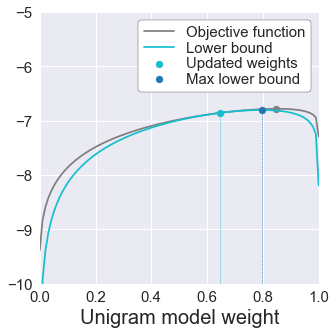 −5
−6
−7
−8
−9
−10
Objective function
Lower bound
Updated weights
Max lower bound
0.0 0.2 0.4 0.6 0.8 1.0
Unigram model weight